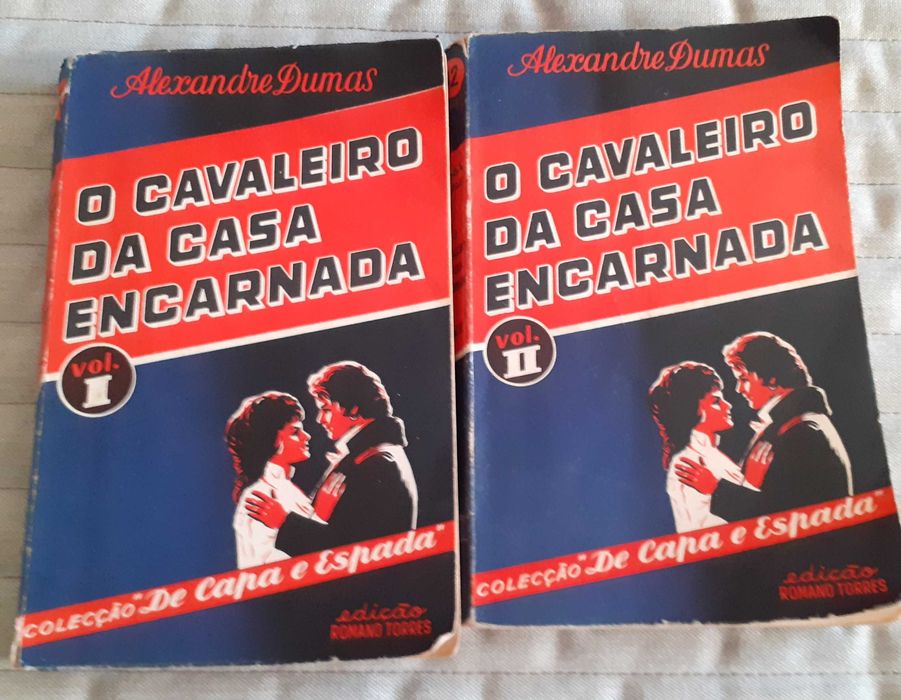 Alexandre Dumas
O CAVALEIRO
DA CASA
ENCARNADA
vol.
I
COLECÇÃO "De Capa e Espada"
edição
ROMANO TORRES
2
Alexandre Dumas
O CAVALEIRO
DA CASA
ENCARNADA
vol.
II
COLECÇÃO "De Capa e Espada"
edição
ROMANO TORRES